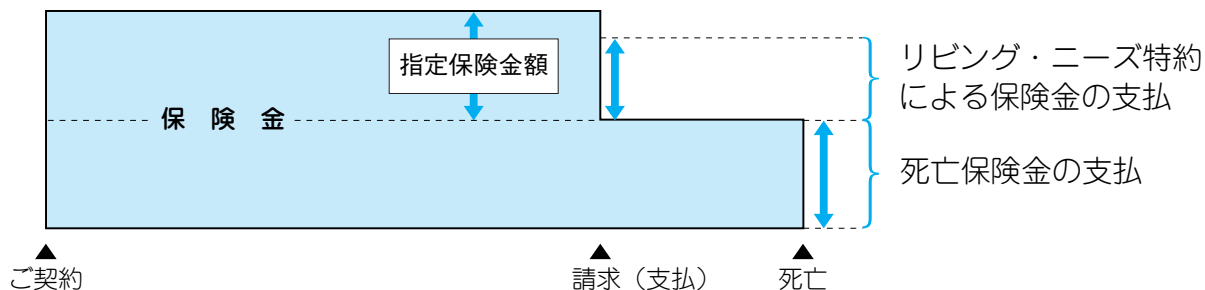 指定保険金額
リビング・ニーズ特約
による保険金の支払
保　険　金
死亡保険金の支払
ご契約
請求（支払）
死亡